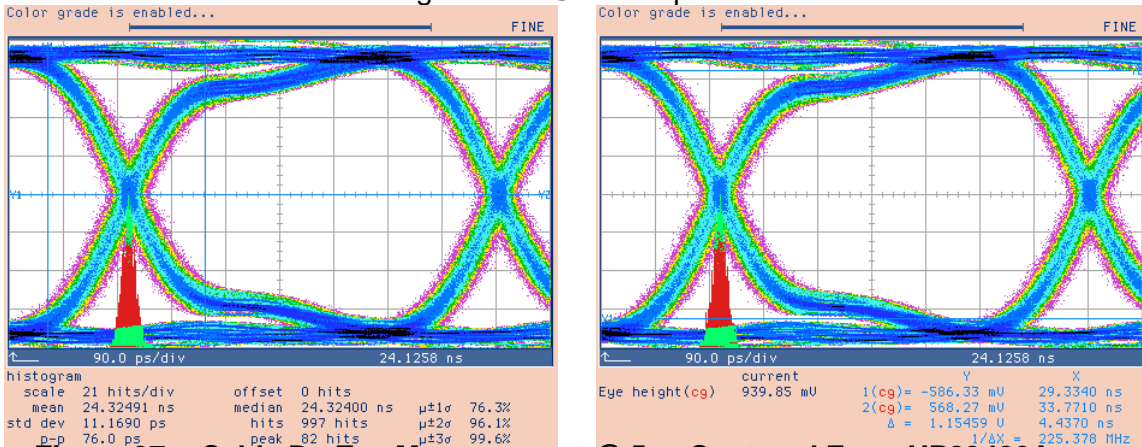 Color grade is enabled...
FINE
Y1
Y2
90.0 ps/div
24.1258 ns
histogram
scale 21 hits/div offset 0 hits
mean 24.32491 ns median 24.32400 ns μ±1σ 76.3%
std dev 11.1690 ps hits 997 hits μ±2σ 96.1%
p-p 76.0 ps peak 82 hits μ±3σ 99.6%
Color grade is enabled...
FINE
90.0 ps/div
24.1258 ns
current Y X
Eye height(cg) 939.85 mV 1(cg)= -586.33 mV 29.3340 ns
2(cg)= 568.27 mV 33.7710 ns
Δ = 1.15459 V 4.4370 ns
1/ΔX = 225.378 MHz